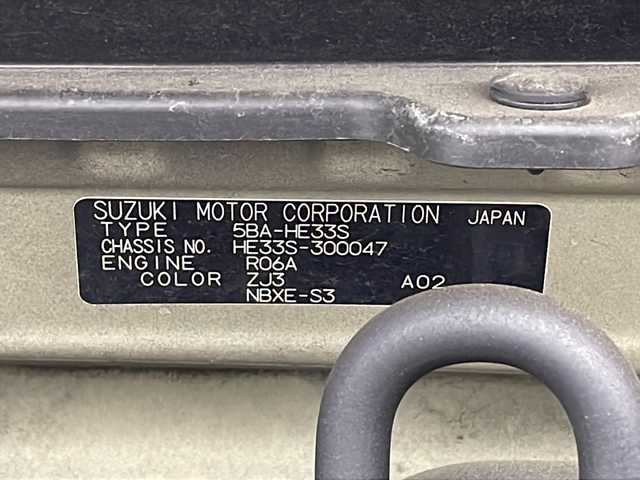 SUZUKI MOTOR CORPORATION JAPAN
TYPE 5BA-HE33S
CHASSIS NO. HE33S-300047
ENGINE R06A
COLOR ZJ3 A02
NBXE-S3